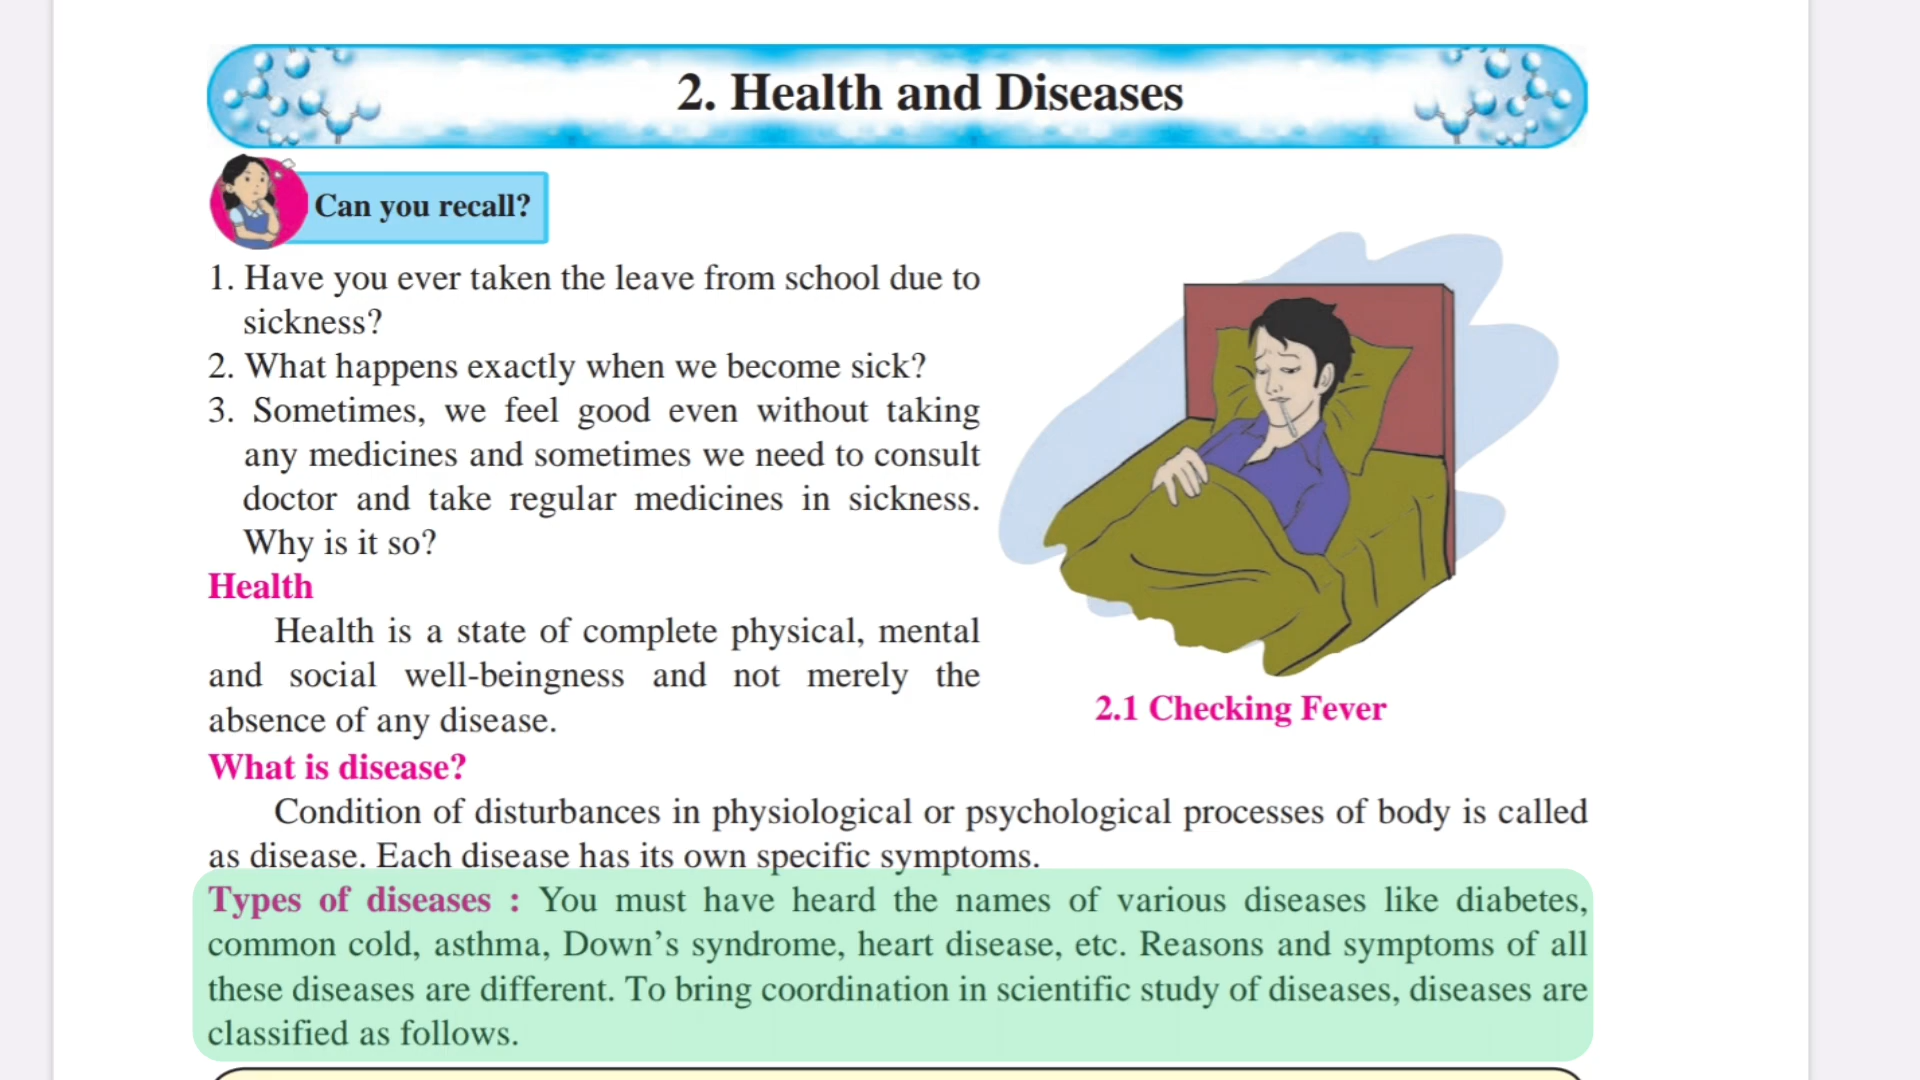 2. Health and Diseases
Can you recall?
1. Have you ever taken the leave from school due to
sickness?
2. What happens exactly when we become sick?
3. Sometimes, we feel good even without taking
any medicines and sometimes we need to consult
doctor and take regular medicines in sickness.
Why is it so?
Health
Health is a state of complete physical, mental
and social well-beingness and not merely the
absence of any disease.
2.1 Checking Fever
What is disease?
Condition of disturbances in physiological or psychological processes of body is called
as disease. Each disease has its own specific symptoms.
Types of diseases : You must have heard the names of various diseases like diabetes,
common cold, asthma, Down’s syndrome, heart disease, etc. Reasons and symptoms of all
these diseases are different. To bring coordination in scientific study of diseases, diseases are
classified as follows.